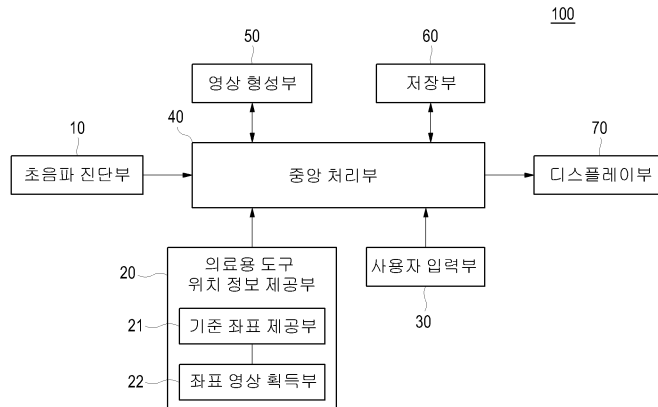 100
50
60
영상 형성부
저장부
10
40
70
초음파 진단부
중앙 처리부
디스플레이부
20
의료용 도구
위치 정보 제공부
사용자 입력부
30
21
기준 좌표 제공부
22
좌표 영상 획득부